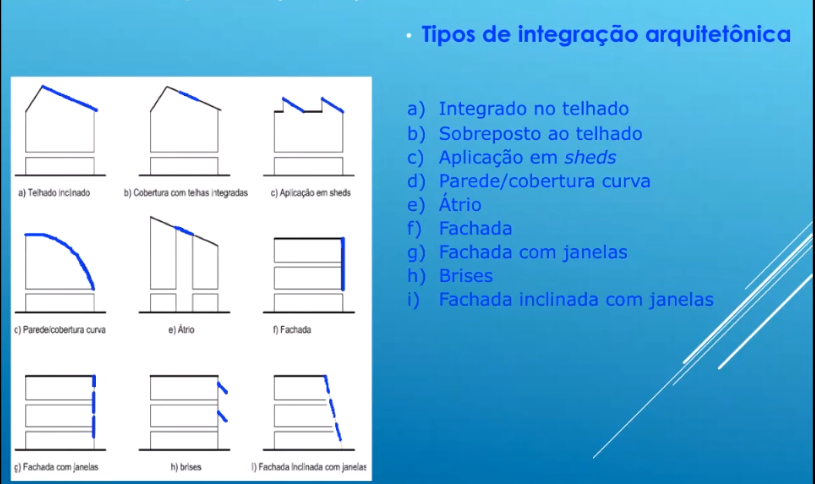 • Tipos de integração arquitetônica
a) Integrado no telhado
b) Sobreposto ao telhado
c) Aplicação em sheds
d) Parede/cobertura curva
e) Átrio
f) Fachada
g) Fachada com janelas
h) Brises
i) Fachada inclinada com janelas
a) Telhado inclinado
b) Cobertura com telhas integradas
c) Aplicação em sheds
c) Parede/cobertura curva
e) Átrio
f) Fachada
g) Fachada com janelas
h) brises
i) Fachada Inclinada com janelas